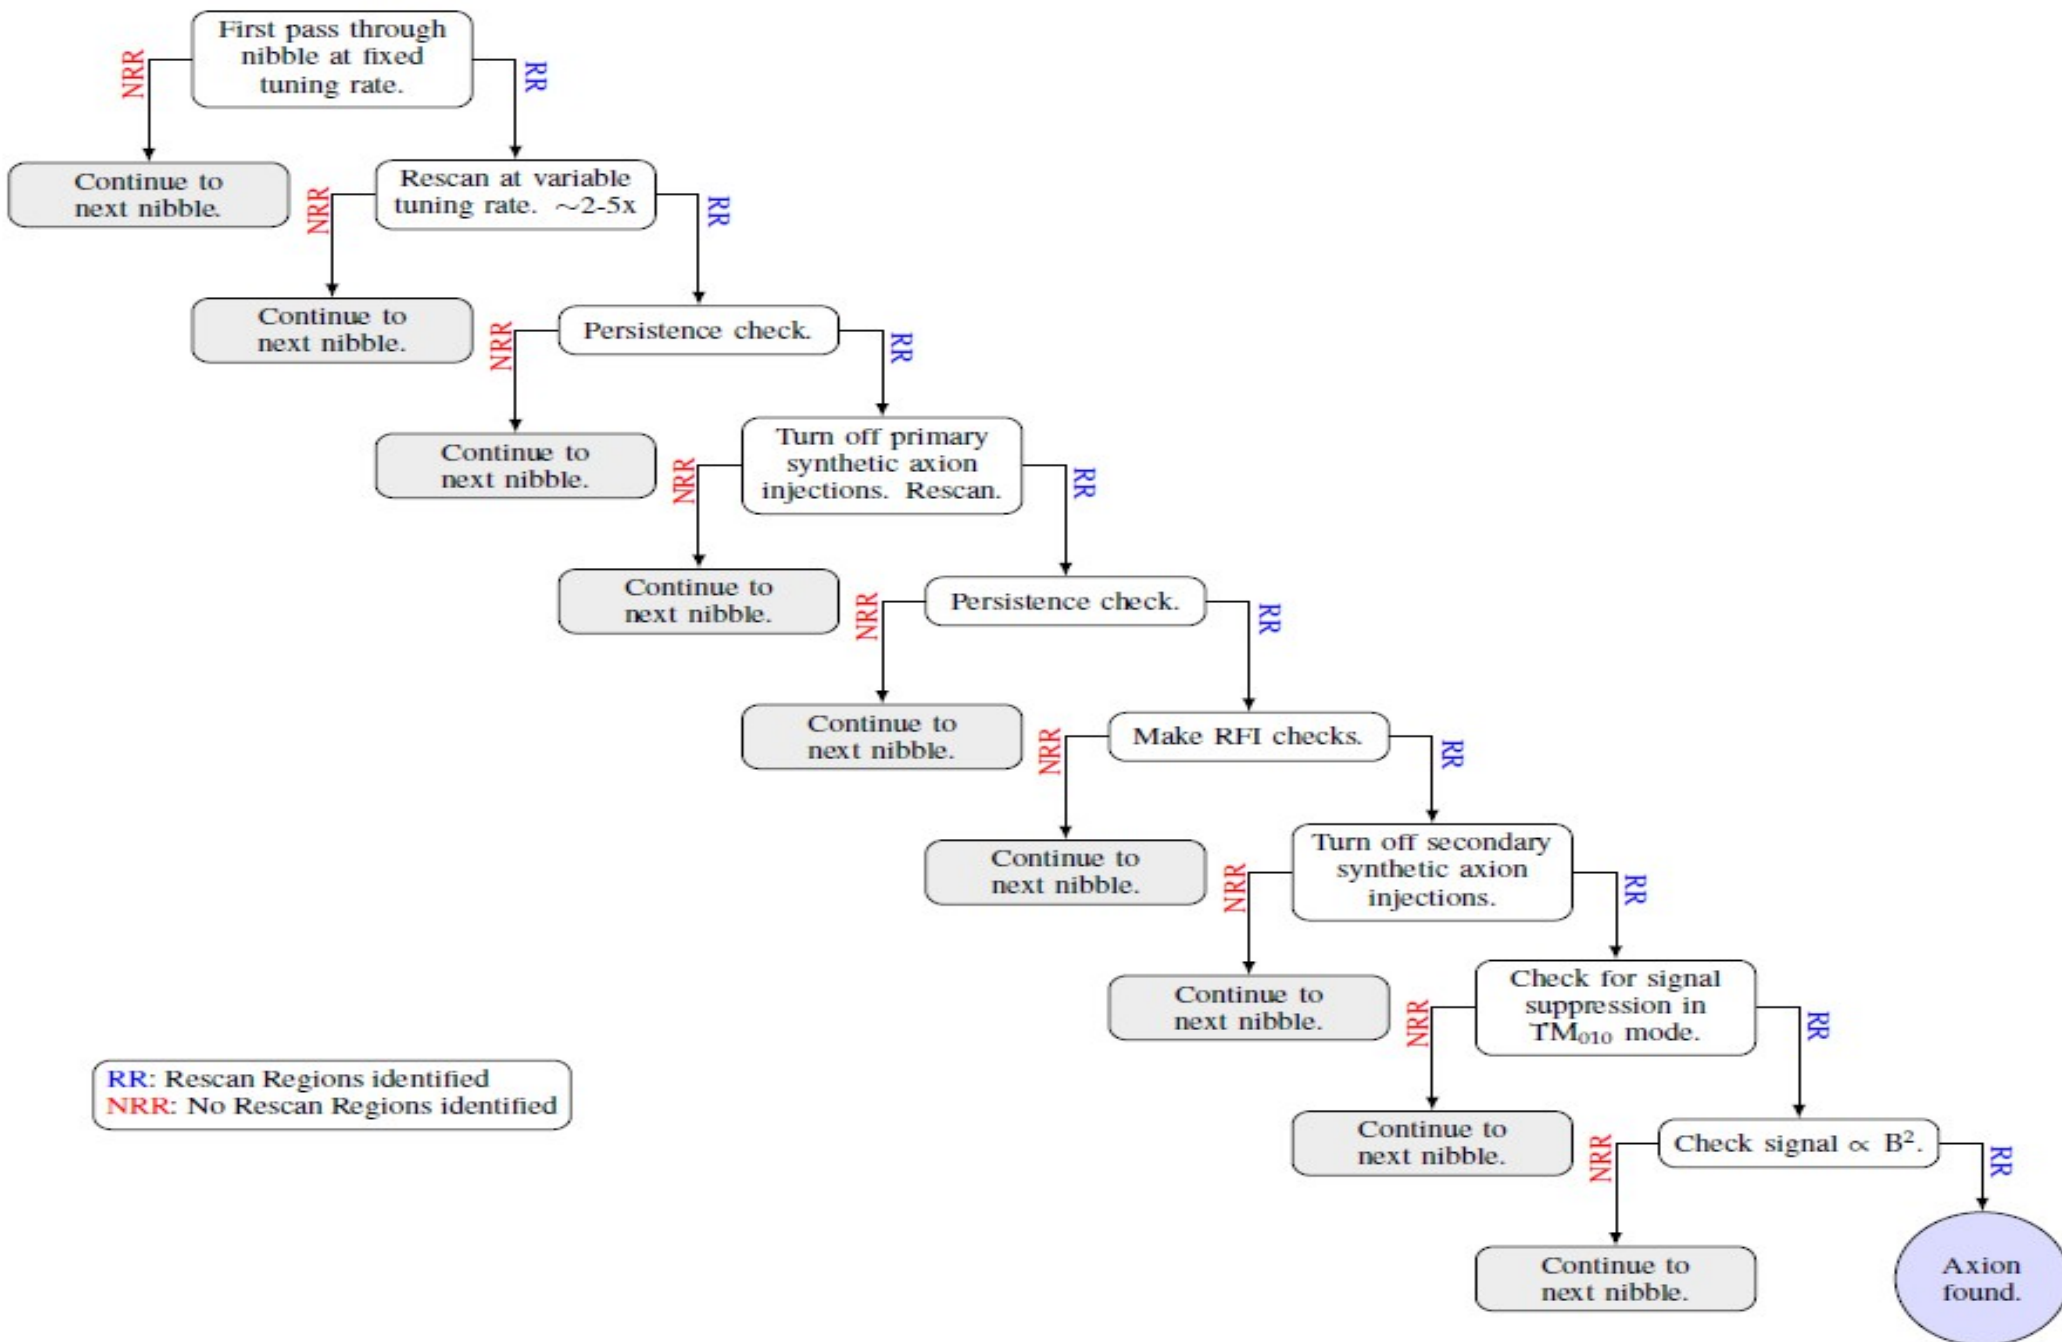 First pass through
nibble at fixed
tuning rate.
NRR
RR
Continue to
next nibble.
Rescan at variable
tuning rate. ∼2-5x
NRR
RR
Continue to
next nibble.
Persistence check.
NRR
RR
Continue to
next nibble.
Turn off primary
synthetic axion
injections. Rescan.
NRR
RR
Continue to
next nibble.
Persistence check.
NRR
RR
Continue to
next nibble.
Make RFI checks.
NRR
RR
Continue to
next nibble.
Turn off secondary
synthetic axion
injections.
NRR
RR
Continue to
next nibble.
Check for signal
suppression in
TM₀₁₀ mode.
NRR
RR
Continue to
next nibble.
Check signal ∝ B².
NRR
RR
Continue to
next nibble.
Axion
found.
RR: Rescan Regions identified
NRR: No Rescan Regions identified